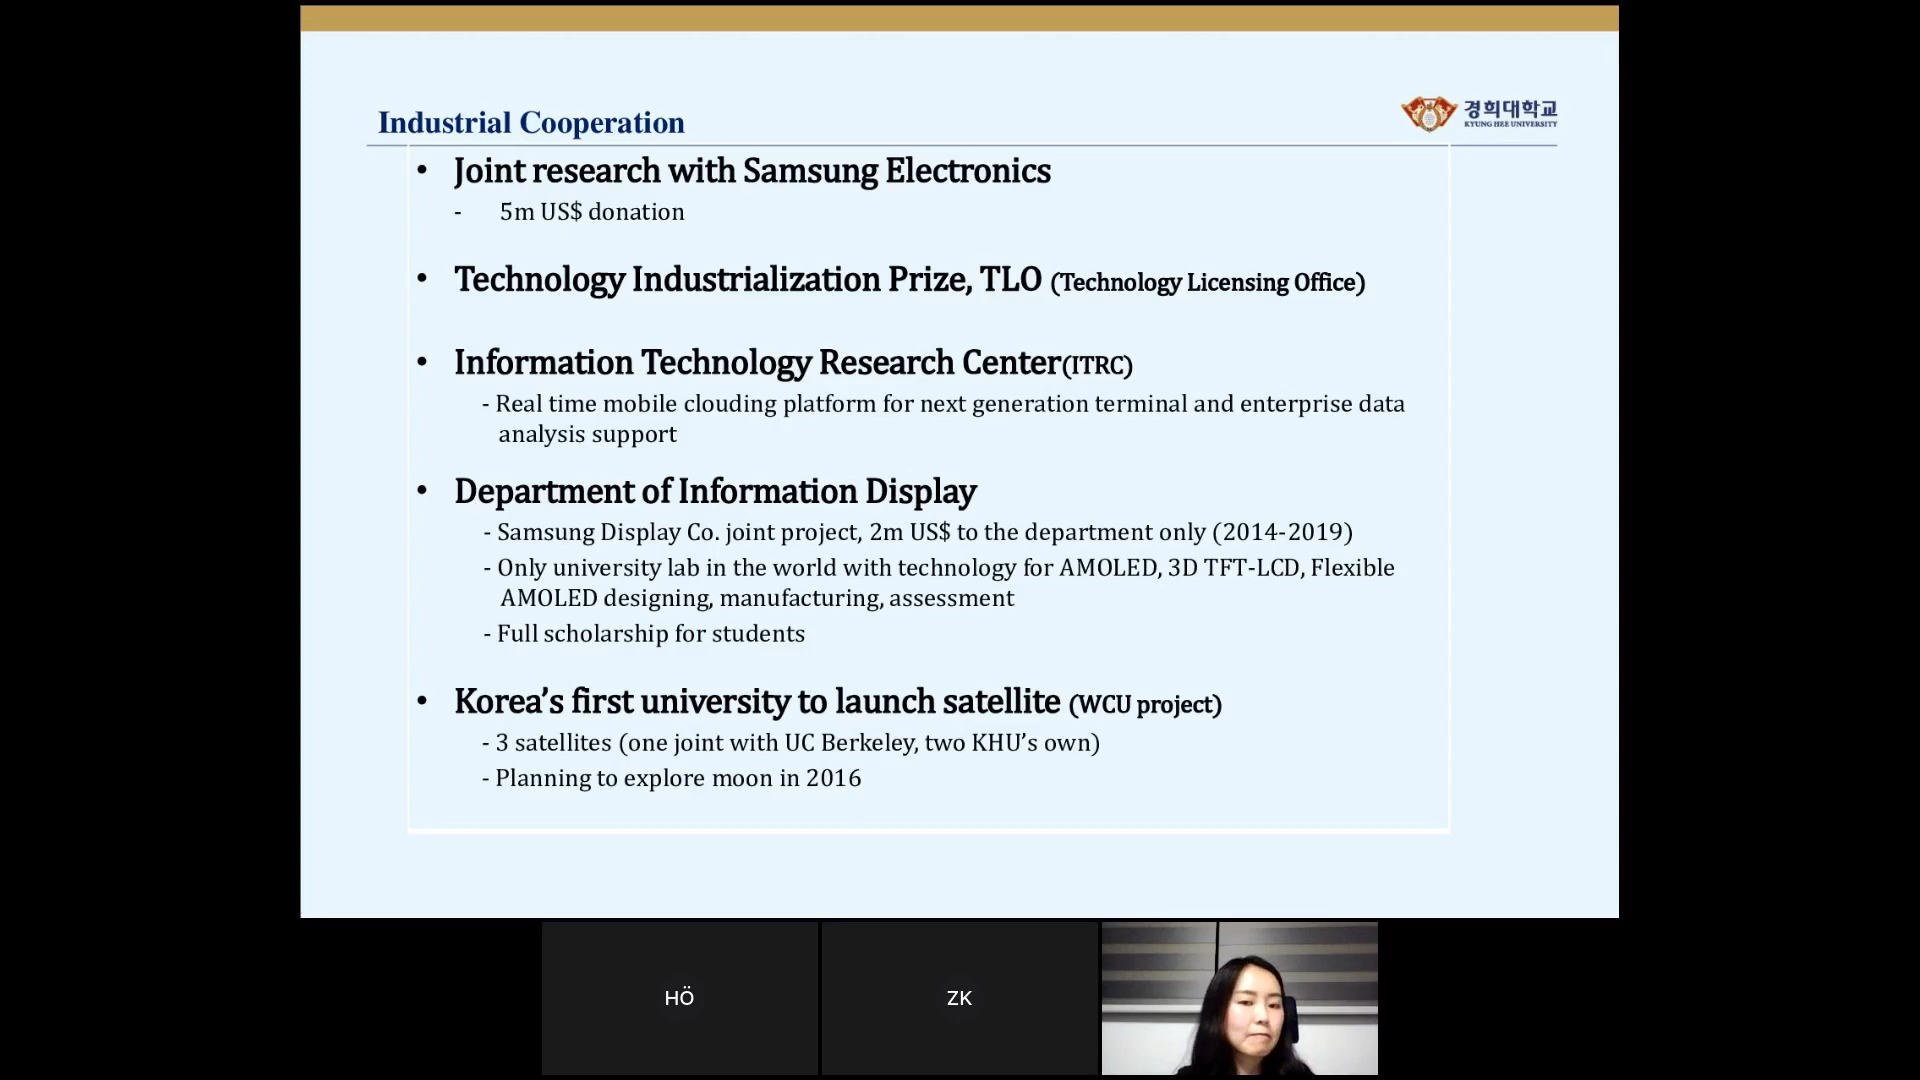 Industrial Cooperation
경희대학교
KYUNG HEE UNIVERSITY
• Joint research with Samsung Electronics
- 5m US$ donation
• Technology Industrialization Prize, TLO (Technology Licensing Office)
• Information Technology Research Center(ITRC)
- Real time mobile clouding platform for next generation terminal and enterprise data
analysis support
• Department of Information Display
- Samsung Display Co. joint project, 2m US$ to the department only (2014-2019)
- Only university lab in the world with technology for AMOLED, 3D TFT-LCD, Flexible
AMOLED designing, manufacturing, assessment
- Full scholarship for students
• Korea’s first university to launch satellite (WCU project)
- 3 satellites (one joint with UC Berkeley, two KHU’s own)
- Planning to explore moon in 2016
HÖ
ZK